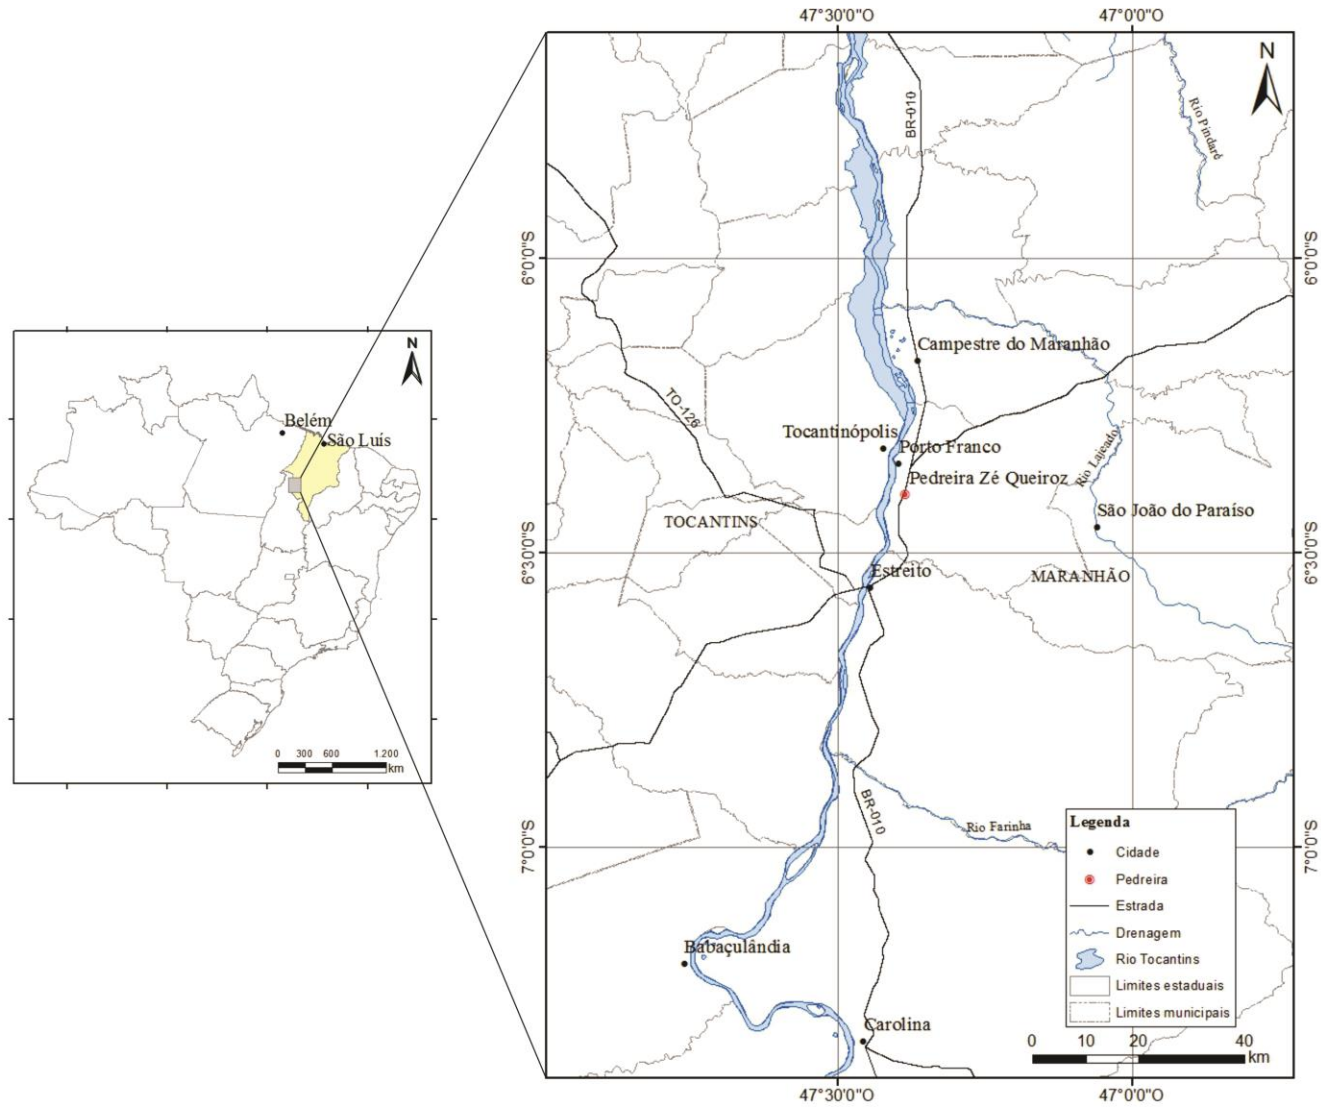 47°30'0"O
47°0'0"O
N
BR-010
Rio Pindaré
6°0'0"S
6°0'0"S
Campestre do Maranhão
N
TO-126
Belém
São Luís
Tocantinópolis
Porto Franco
Rio Lajeado
Pedreira Zé Queiroz
São João do Paraíso
TOCANTINS
6°30'0"S
6°30'0"S
Estreito
MARANHÃO
0 300 600 1.200
km
BR-010
Rio Farinha
7°0'0"S
7°0'0"S
Legenda
Cidade
Pedreira
Estrada
Drenagem
Rio Tocantins
Limites estaduais
Limites municipais
Babaçulândia
Carolina
0 10 20 40
km
47°30'0"O
47°0'0"O